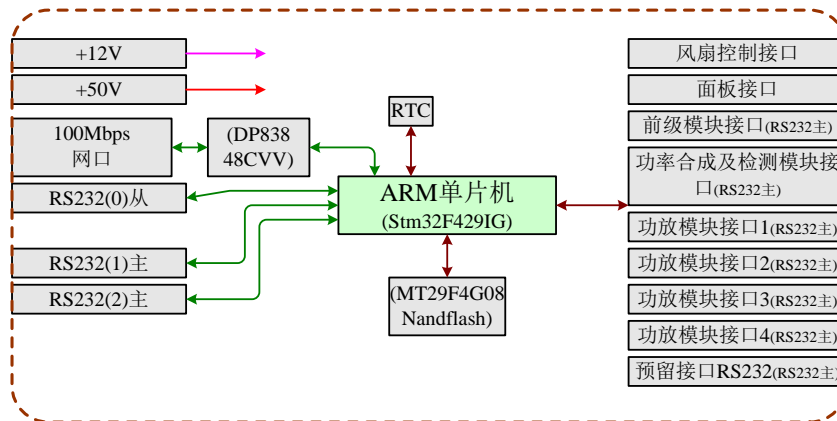 +12V
+50V
100Mbps
网口
(DP838
48CVV)
RS232(0)从
RS232(1)主
RS232(2)主
RTC
ARM单片机
(Stm32F429IG)
(MT29F4G08
Nandflash)
风扇控制接口
面板接口
前级模块接口(RS232主)
功率合成及检测模块接
口(RS232主)
功放模块接口1(RS232主)
功放模块接口2(RS232主)
功放模块接口3(RS232主)
功放模块接口4(RS232主)
预留接口RS232(RS232主)